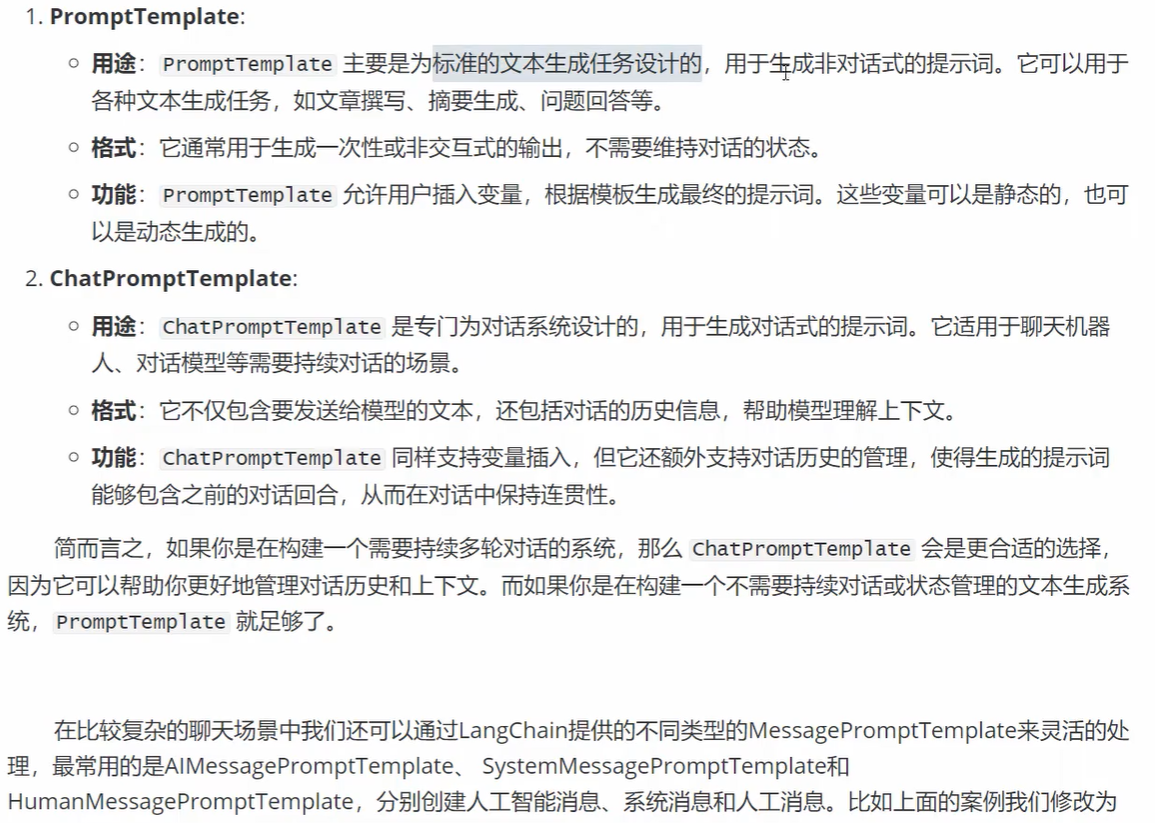 1. PromptTemplate:
用途：PromptTemplate 主要是为标准的文本生成任务设计的，用于生成非对话式的提示词。它可以用于
各种文本生成任务，如文章撰写、摘要生成、问题回答等。
格式：它通常用于生成一次性或非交互式的输出，不需要维持对话的状态。
功能：PromptTemplate 允许用户插入变量，根据模板生成最终的提示词。这些变量可以是静态的，也可
以是动态生成的。
2. ChatPromptTemplate:
用途：ChatPromptTemplate 是专门为对话系统设计的，用于生成对话式的提示词。它适用于聊天机器
人、对话模型等需要持续对话的场景。
格式：它不仅包含要发送给模型的文本，还包括对话的历史信息，帮助模型理解上下文。
功能：ChatPromptTemplate 同样支持变量插入，但它还额外支持对话历史的管理，使得生成的提示词
能够包含之前的对话回合，从而在对话中保持连贯性。
简而言之，如果你是在构建一个需要持续多轮对话的系统，那么 ChatPromptTemplate 会是更合适的选择，
因为它可以帮助你更好地管理对话历史和上下文。而如果你是在构建一个不需要持续对话或状态管理的文本生成系
统，PromptTemplate 就足够了。
在比较复杂的聊天场景中我们还可以通过LangChain提供的不同类型的MessagePromptTemplate来灵活的处
理，最常用的是AIMessagePromptTemplate、 SystemMessagePromptTemplate和
HumanMessagePromptTemplate，分别创建人工智能消息、系统消息和人工消息。比如上面的案例我们修改为